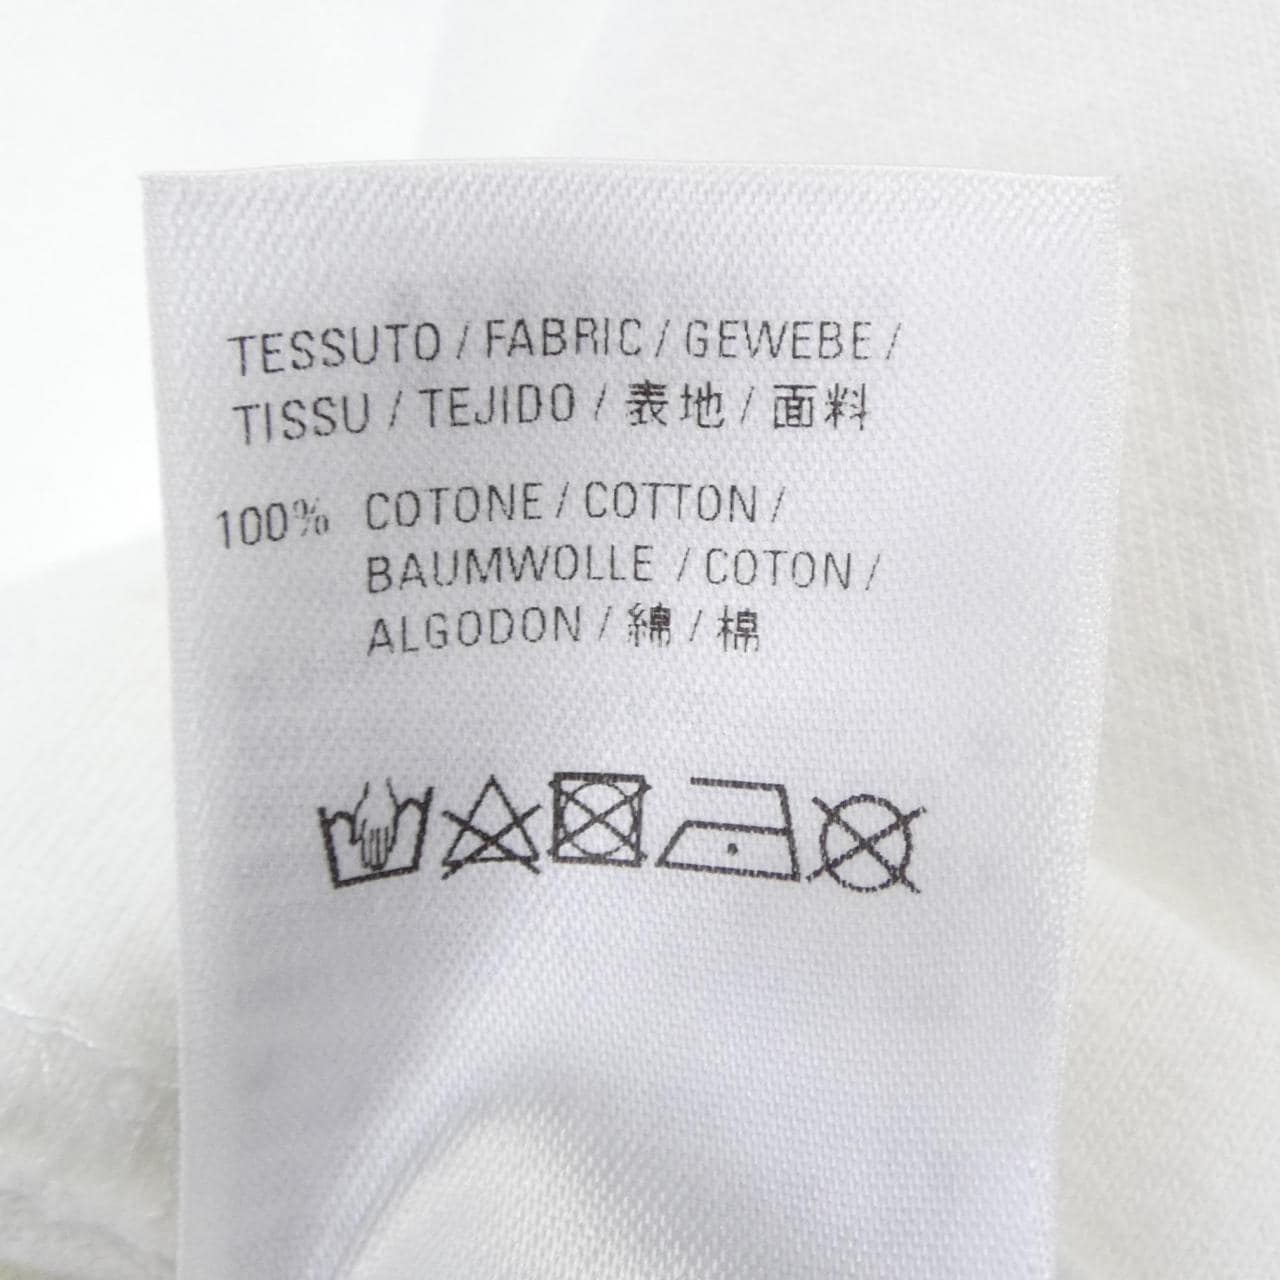 TESSUTO / FABRIC / GEWEBE /
TISSU / TEJIDO / 表地 / 面料
100% COTONE / COTTON /
BAUMWOLLE / COTON /
ALGODON / 綿 / 棉